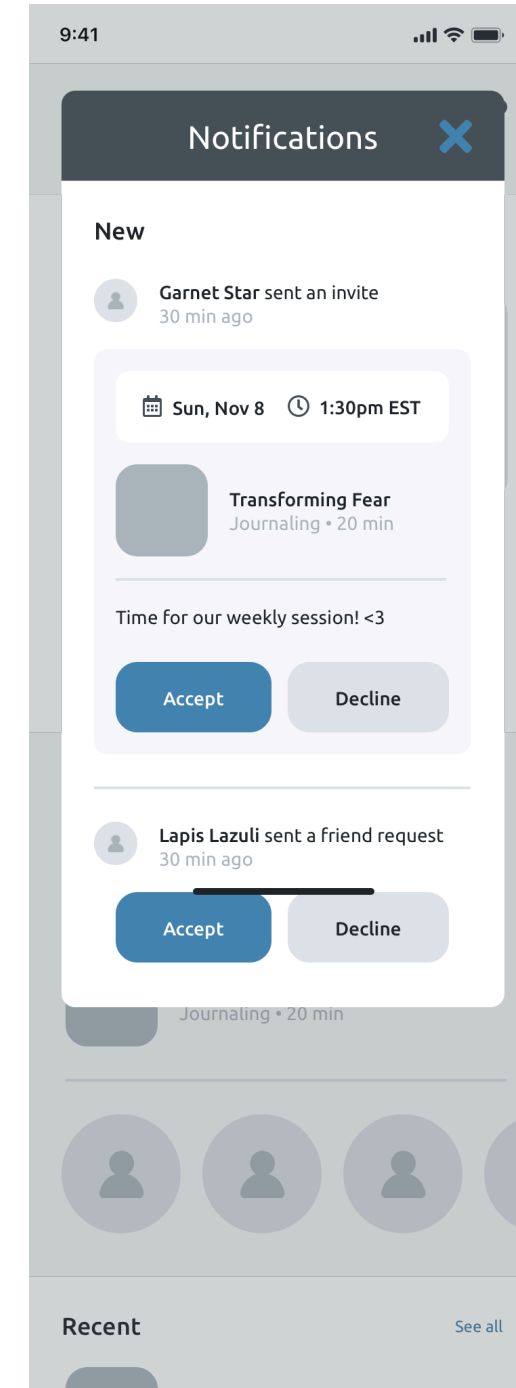 9:41
Notifications
New
Garnet Star sent an invite
30 min ago
Sun, Nov 8 1:30pm EST
Transforming Fear
Journaling • 20 min
Time for our weekly session! <3
Accept Decline
Lapis Lazuli sent a friend request
30 min ago
Accept Decline
Journaling • 20 min
Recent See all